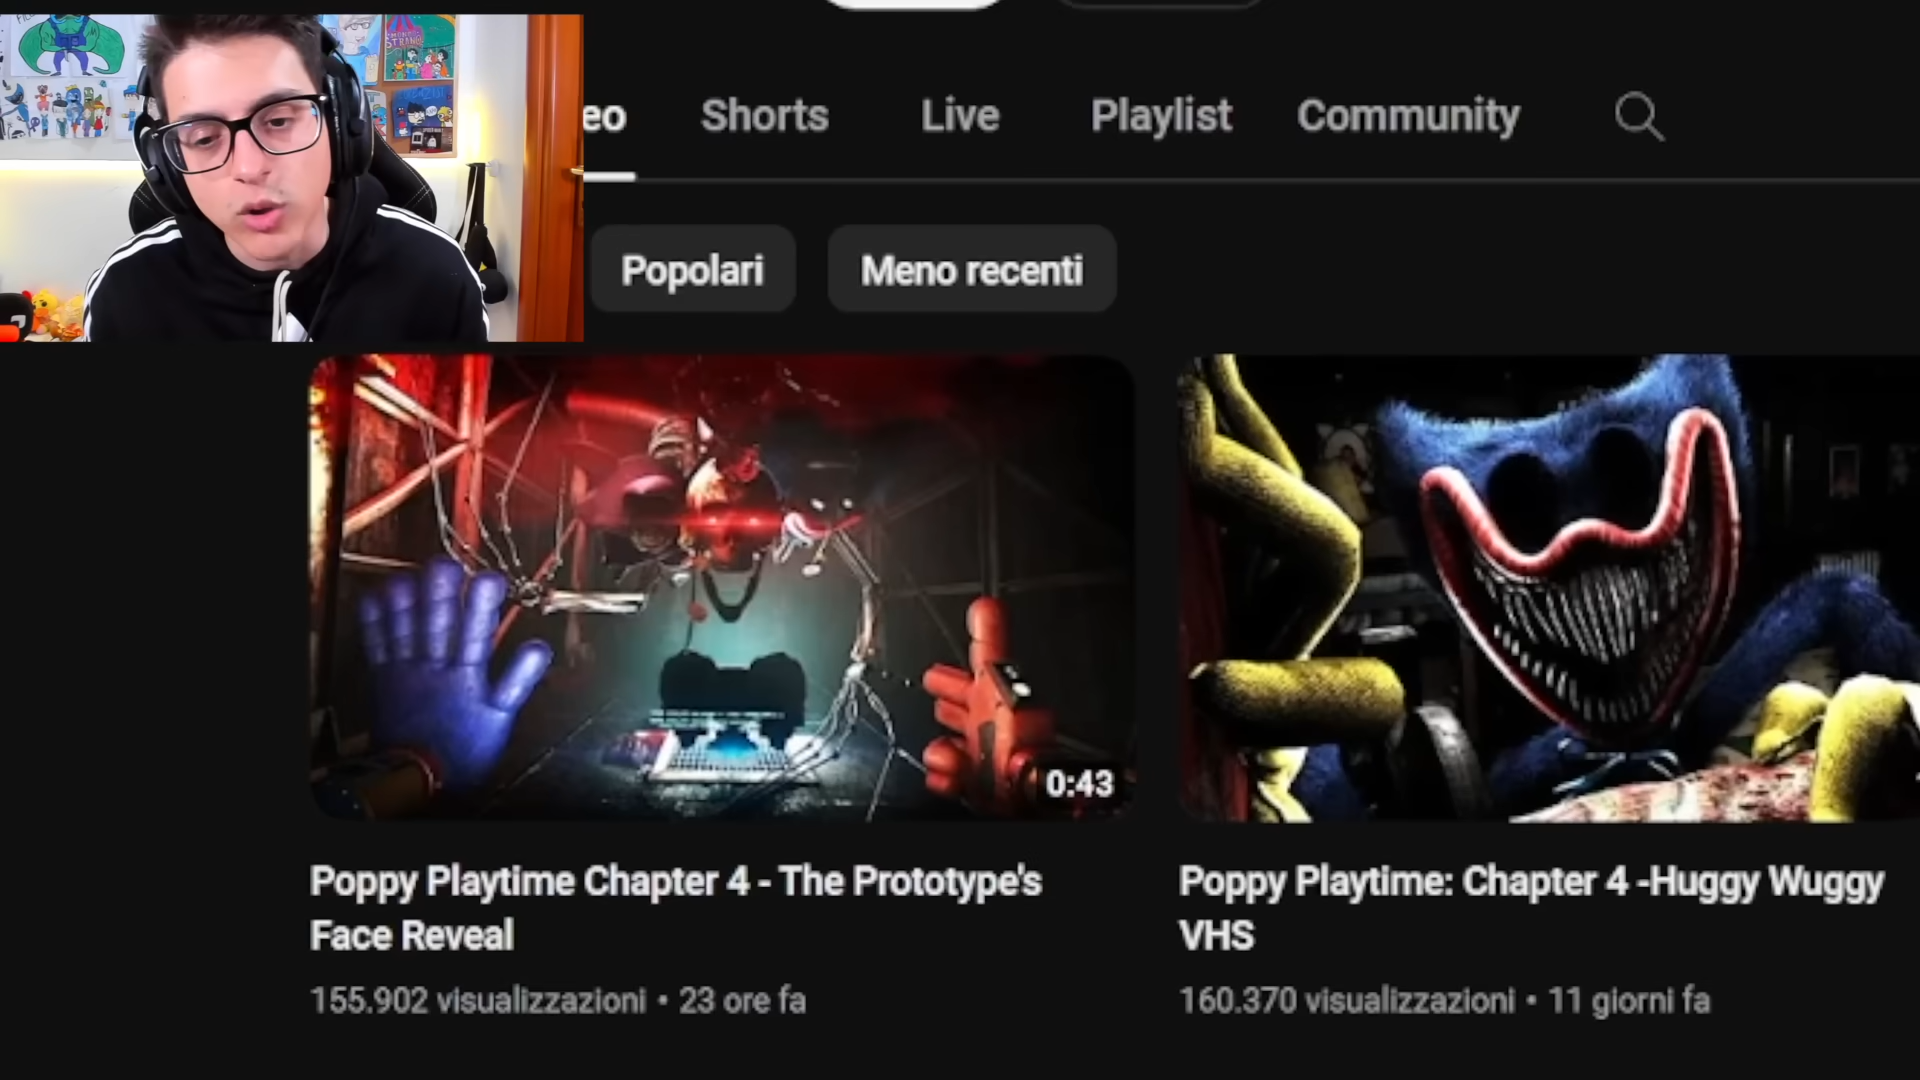 eo Shorts Live Playlist Community
Popolari Meno recenti
0:43
Poppy Playtime Chapter 4 - The Prototype's
Face Reveal
155.902 visualizzazioni • 23 ore fa
Poppy Playtime: Chapter 4 -Huggy Wuggy
VHS
160.370 visualizzazioni • 11 giorni fa